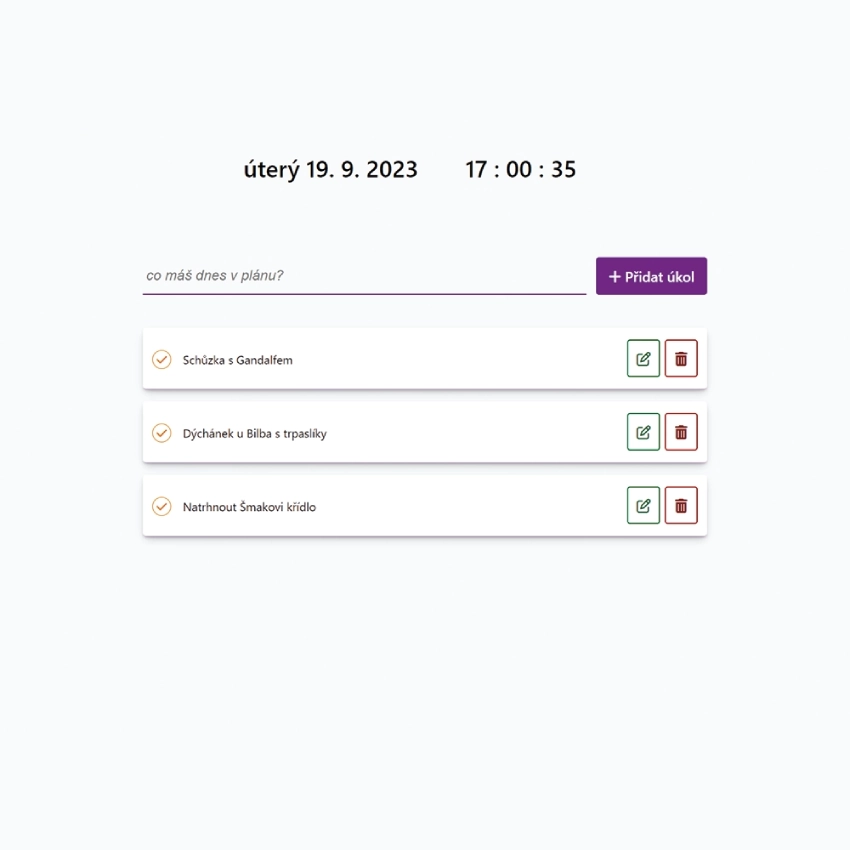 úterý 19. 9. 2023 17 : 00 : 35
co máš dnes v plánu? + Přidat úkol
Schůzka s Gandalfem
Dýchánek u Bilba s trpaslíky
Natrhnout Šmakovi křídlo